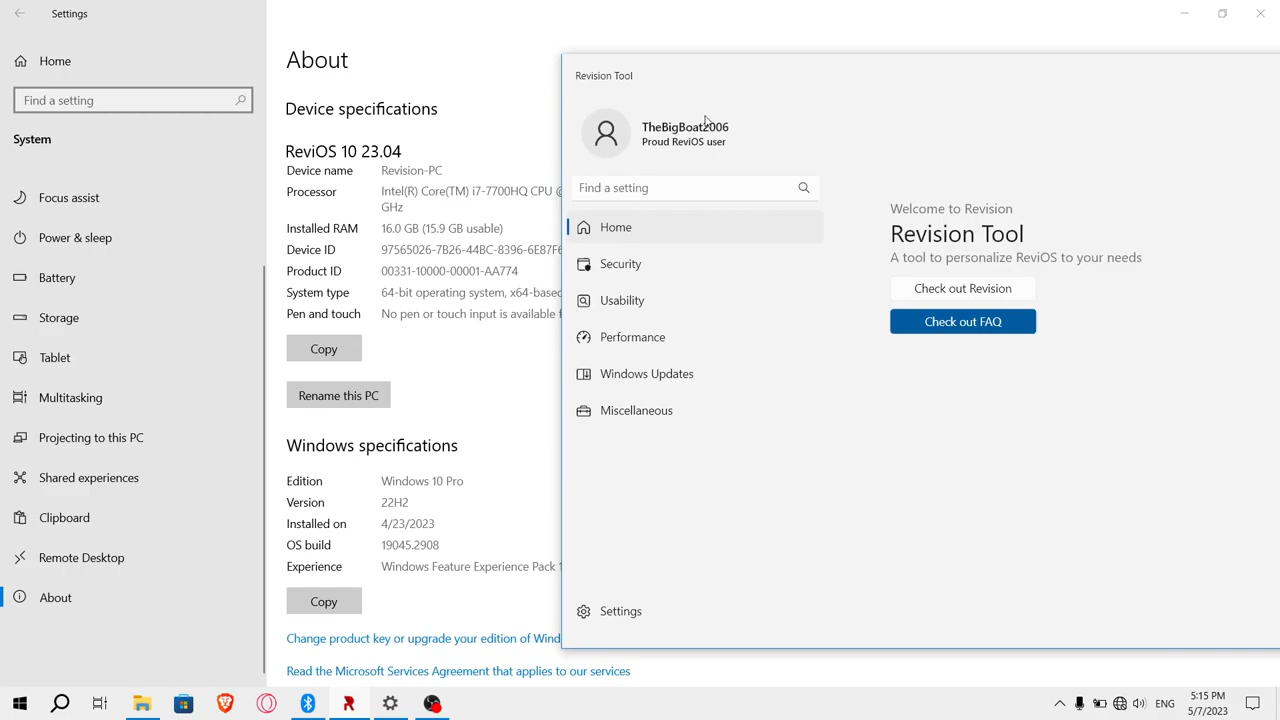 Settings
Home
Find a setting
System
Focus assist
Power & sleep
Battery
Storage
Tablet
Multitasking
Projecting to this PC
Shared experiences
Clipboard
Remote Desktop
About
About
Device specifications
ReviOS 10 23.04
Device name Revision-PC
Processor Intel(R) Core(TM) i7-7700HQ CPU @
GHz
Installed RAM 16.0 GB (15.9 GB usable)
Device ID 97565026-7B26-44BC-8396-6E87F6
Product ID 00331-10000-00001-AA774
System type 64-bit operating system, x64-based
Pen and touch No pen or touch input is available f
Copy
Rename this PC
Windows specifications
Edition Windows 10 Pro
Version 22H2
Installed on 4/23/2023
OS build 19045.2908
Experience Windows Feature Experience Pack 1
Copy
Change product key or upgrade your edition of Wind
Read the Microsoft Services Agreement that applies to our services
Revision Tool
TheBigBoat2006
Proud ReviOS user
Find a setting
Home
Security
Usability
Performance
Windows Updates
Miscellaneous
Settings
Welcome to Revision
Revision Tool
A tool to personalize ReviOS to your needs
Check out Revision
Check out FAQ
ENG
5:15 PM
5/7/2023